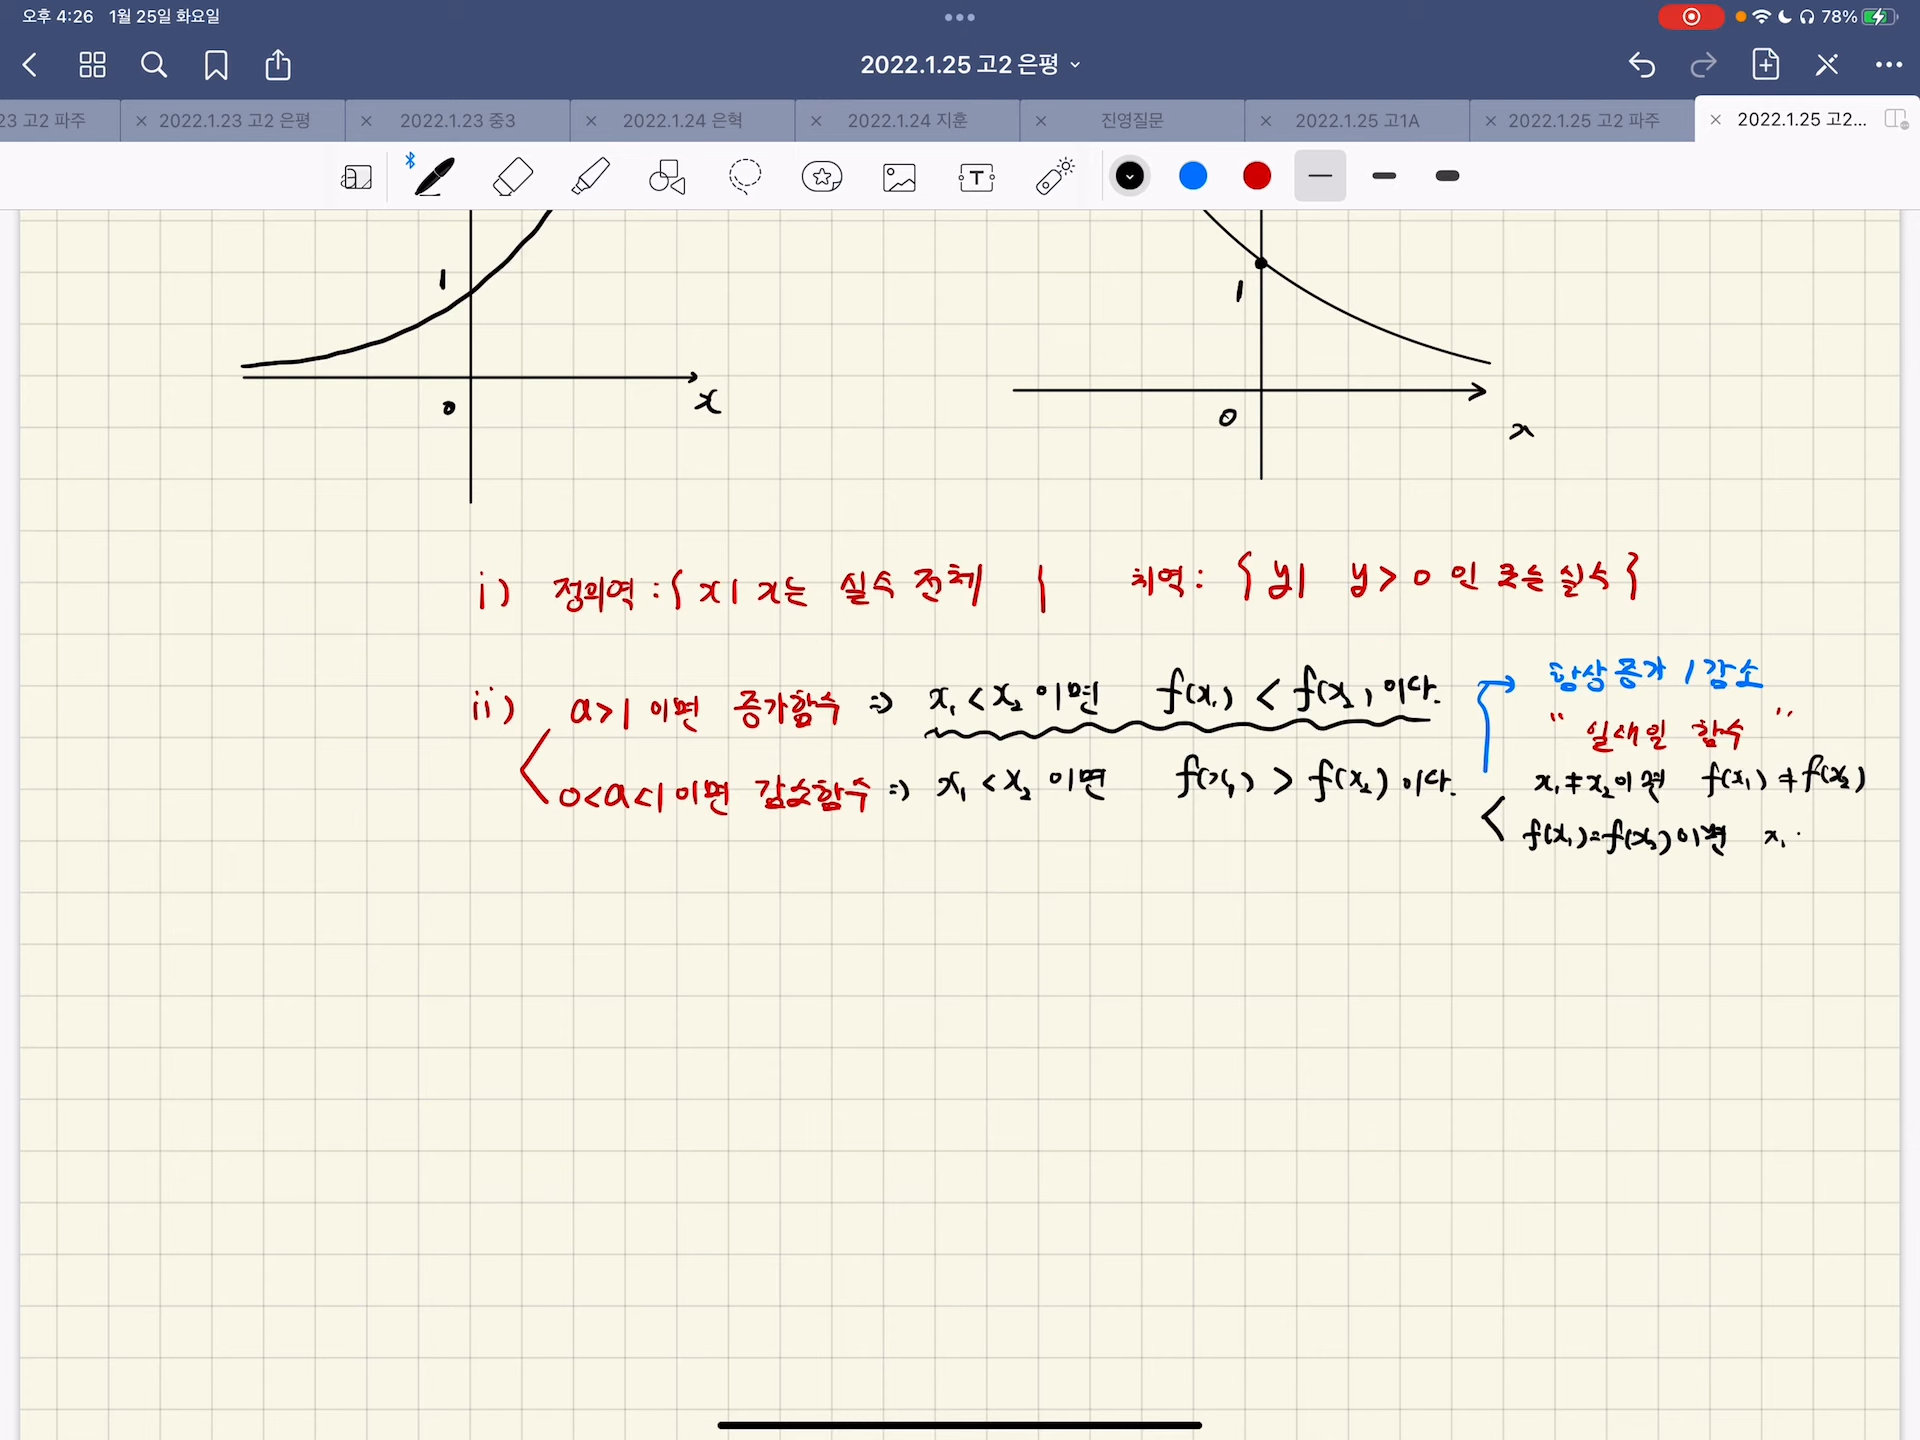 오후 4:26 1월 25일 화요일
78%
2022.1.25 고2 은평
23 고2 파주
2022.1.23 고2 은평
2022.1.23 중3
2022.1.24 은혁
2022.1.24 지훈
진영질문
2022.1.25 고1A
2022.1.25 고2 파주
2022.1.25 고2...
1
0
x
1
0
x
i) 정의역 : { x | x는 실수 전체 } 치역 : { y | y > 0 인 모든 실수 }
ii) a>1 이면 증가함수 ⇒ x₁ < x₂ 이면 f(x₁) < f(x₂) 이다.
0<a<1 이면 감소함수 ⇒ x₁ < x₂ 이면 f(x₁) > f(x₂) 이다.
항상 증가 / 감소
" 일대일 함수 "
x₁ ≠ x₂이면 f(x₁) ≠ f(x₂)
f(x₁)=f(x₂)이면 x₁